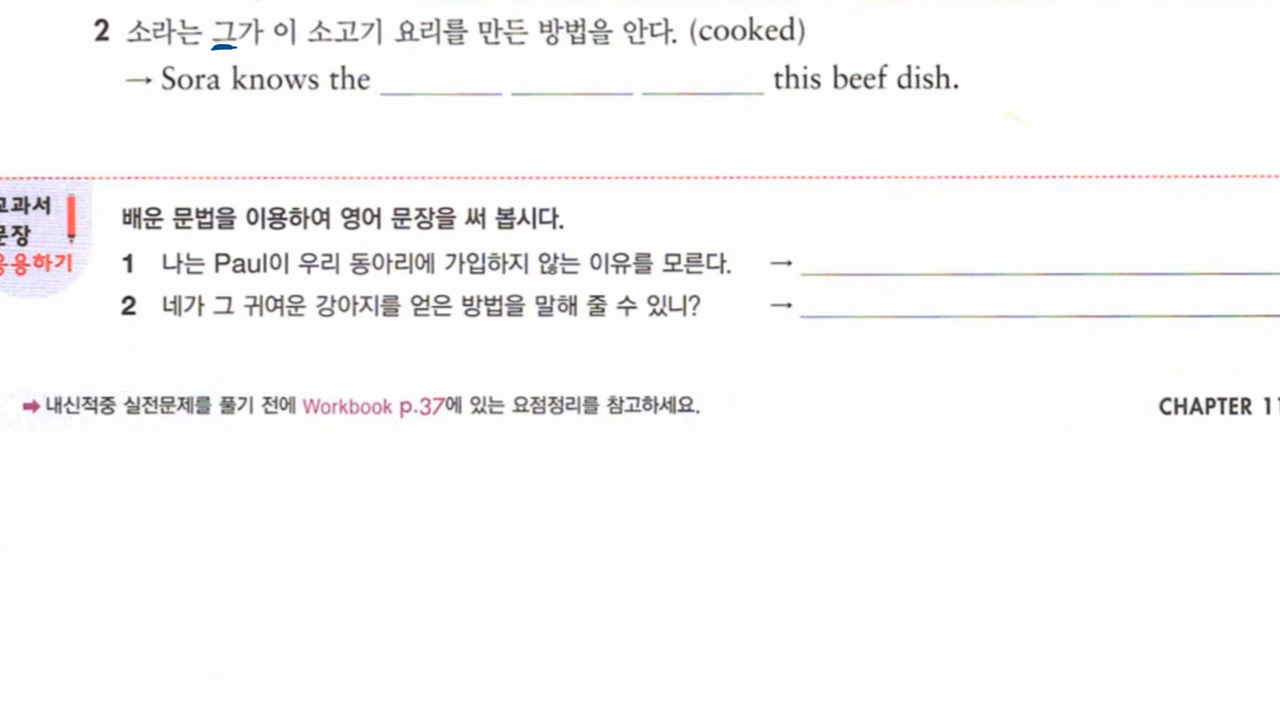 2 소라는 그가 이 소고기 요리를 만든 방법을 안다. (cooked)
→ Sora knows the ____ ____ ____ this beef dish.
교과서
문장
응용하기
배운 문법을 이용하여 영어 문장을 써 봅시다.
1 나는 Paul이 우리 동아리에 가입하지 않는 이유를 모른다. →
2 네가 그 귀여운 강아지를 얻은 방법을 말해 줄 수 있니? →
➡ 내신적중 실전문제를 풀기 전에 Workbook p.37에 있는 요점정리를 참고하세요.
CHAPTER 11